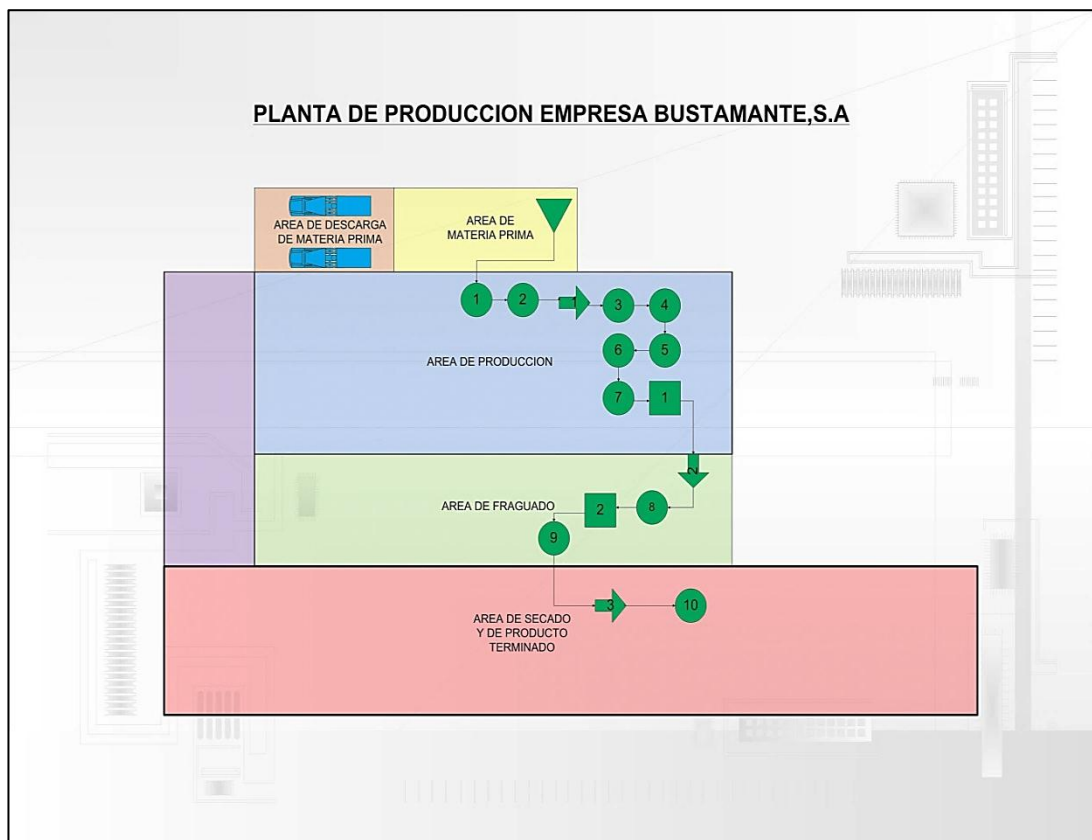 PLANTA DE PRODUCCION EMPRESA BUSTAMANTE,S.A
AREA DE DESCARGA
DE MATERIA PRIMA
AREA DE
MATERIA PRIMA
1
2
1
3
4
6
5
AREA DE PRODUCCION
7
1
2
AREA DE FRAGUADO
2
8
9
3
10
AREA DE SECADO
Y DE PRODUCTO
TERMINADO